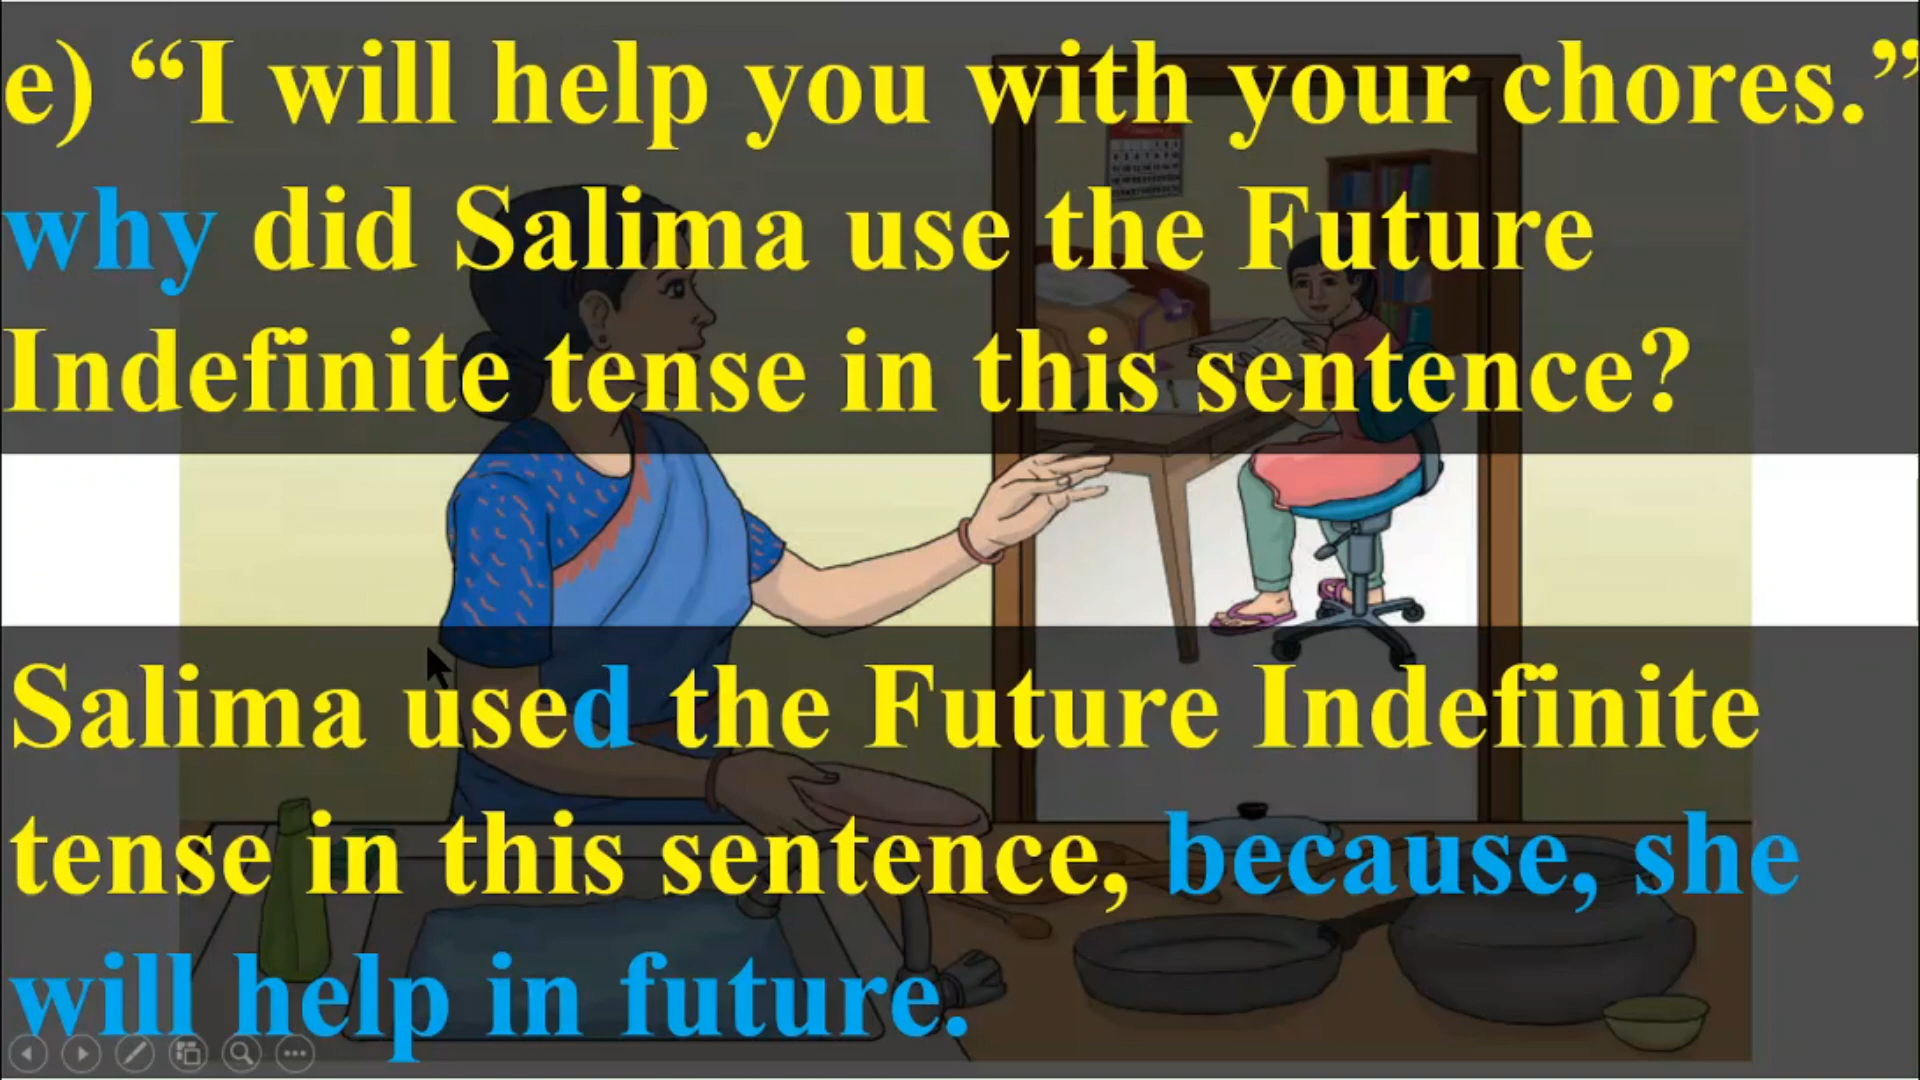 e) “I will help you with your chores.”
why did Salima use the Future
Indefinite tense in this sentence?
Salima used the Future Indefinite
tense in this sentence, because, she
will help in future.